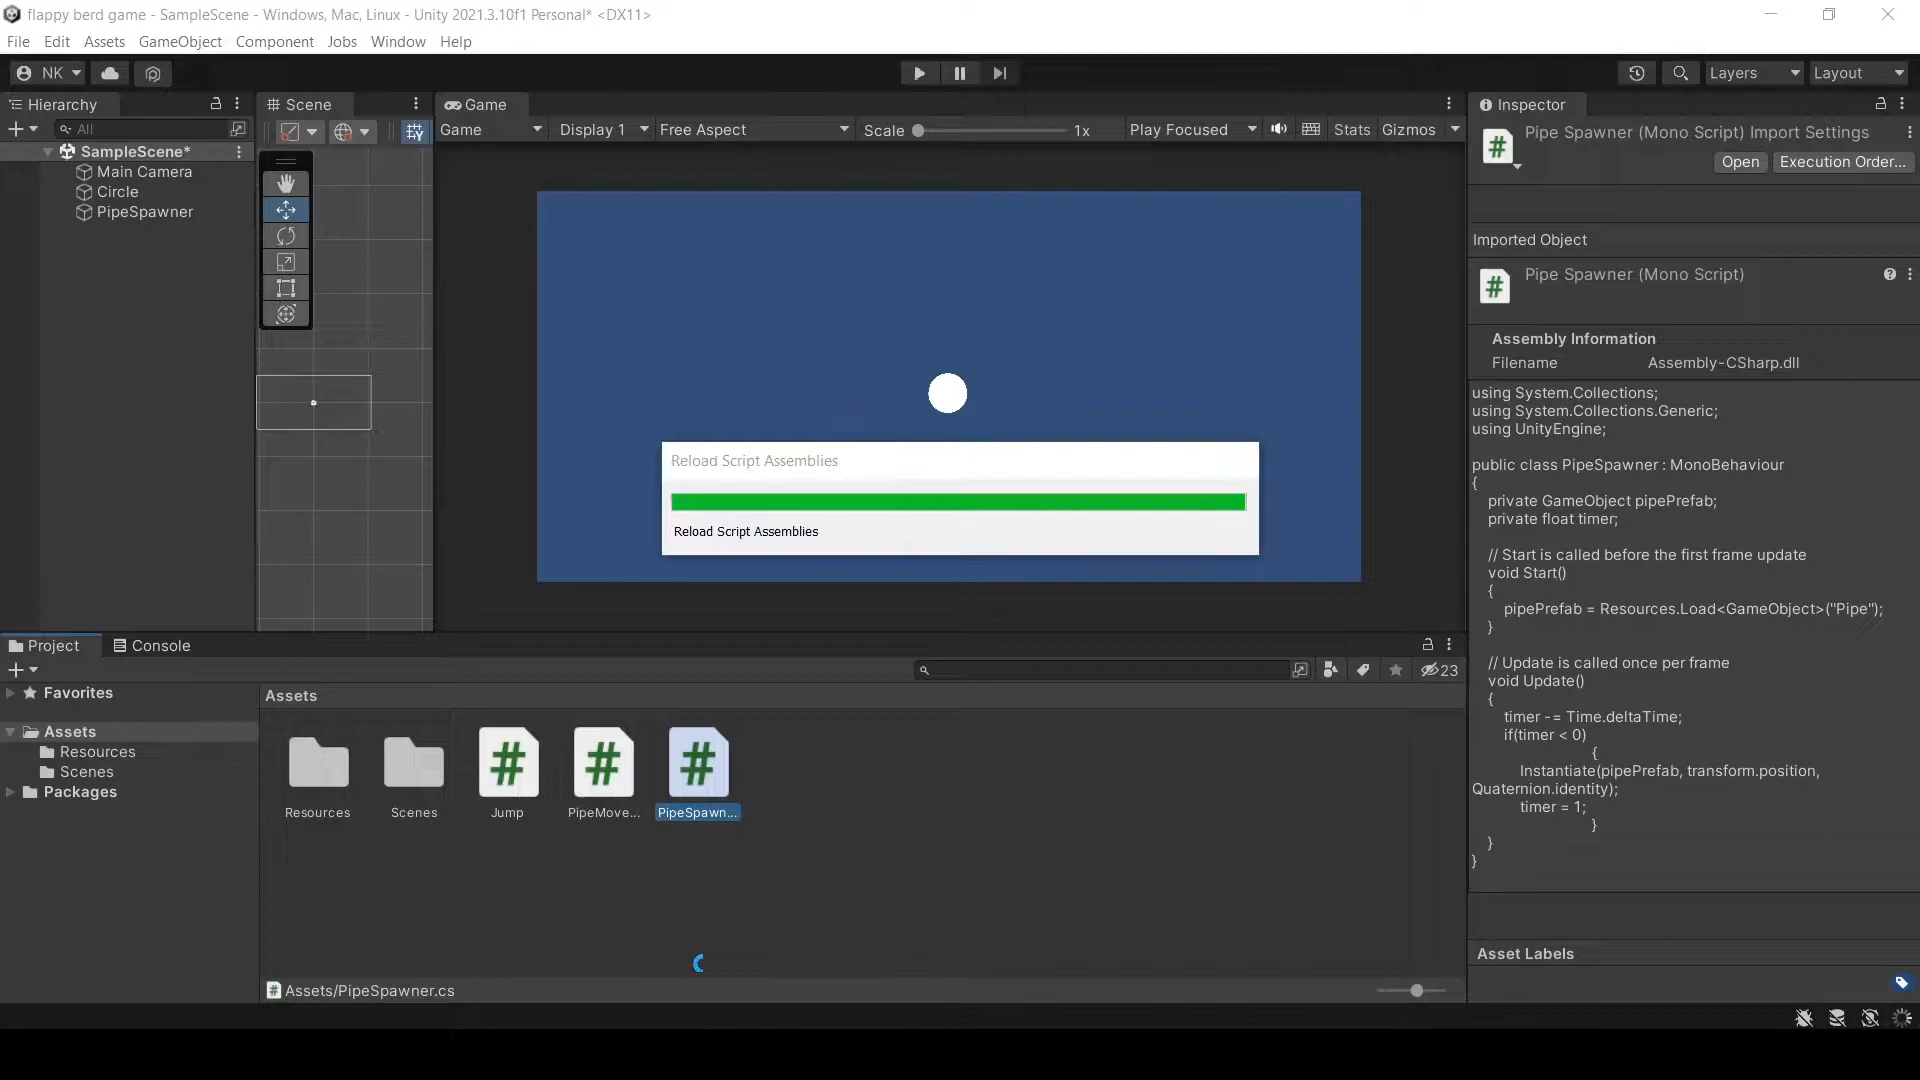 flappy berd game - SampleScene - Windows, Mac, Linux - Unity 2021.3.10f1 Personal* <DX11>
File Edit Assets GameObject Component Jobs Window Help
NK
Layers
Layout
Hierarchy
Scene
Game
Inspector
All
Game
Display 1
Free Aspect
Scale
1x
Play Focused
Stats
Gizmos
SampleScene*
Main Camera
Circle
PipeSpawner
Pipe Spawner (Mono Script) Import Settings
Open
Execution Order...
Imported Object
Pipe Spawner (Mono Script)
Assembly Information
Filename Assembly-CSharp.dll
using System.Collections;
using System.Collections.Generic;
using UnityEngine;
public class PipeSpawner : MonoBehaviour
{
private GameObject pipePrefab;
private float timer;
// Start is called before the first frame update
void Start()
{
pipePrefab = Resources.Load<GameObject>("Pipe");
}
// Update is called once per frame
void Update()
{
timer -= Time.deltaTime;
if(timer < 0)
{
Instantiate(pipePrefab, transform.position,
Quaternion.identity);
timer = 1;
}
}
}
Asset Labels
Reload Script Assemblies
Reload Script Assemblies
Project
Console
23
Favorites
Assets
Resources
Scenes
Packages
Assets
Resources
Scenes
Jump
PipeMove...
PipeSpawn...
Assets/PipeSpawner.cs